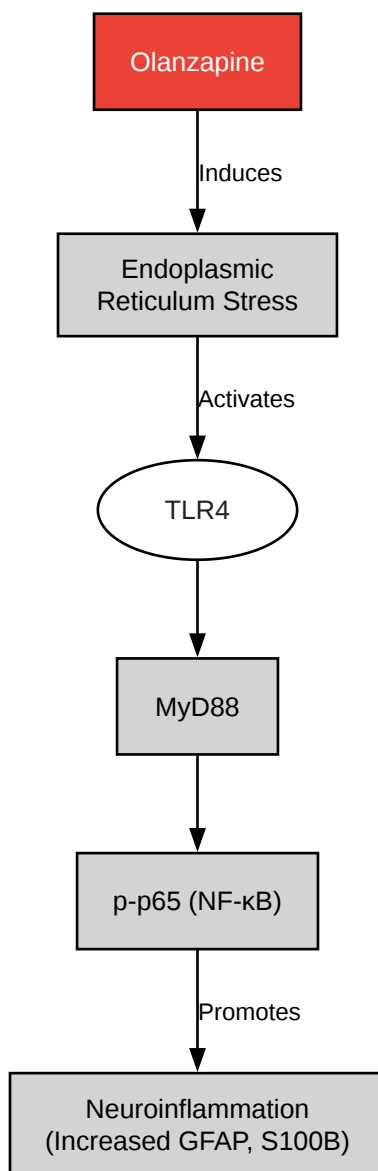 Olanzapine
Induces
Endoplasmic
Reticulum Stress
Activates
TLR4
MyD88
p-p65 (NF-κB)
Promotes
Neuroinflammation
(Increased GFAP, S100B)